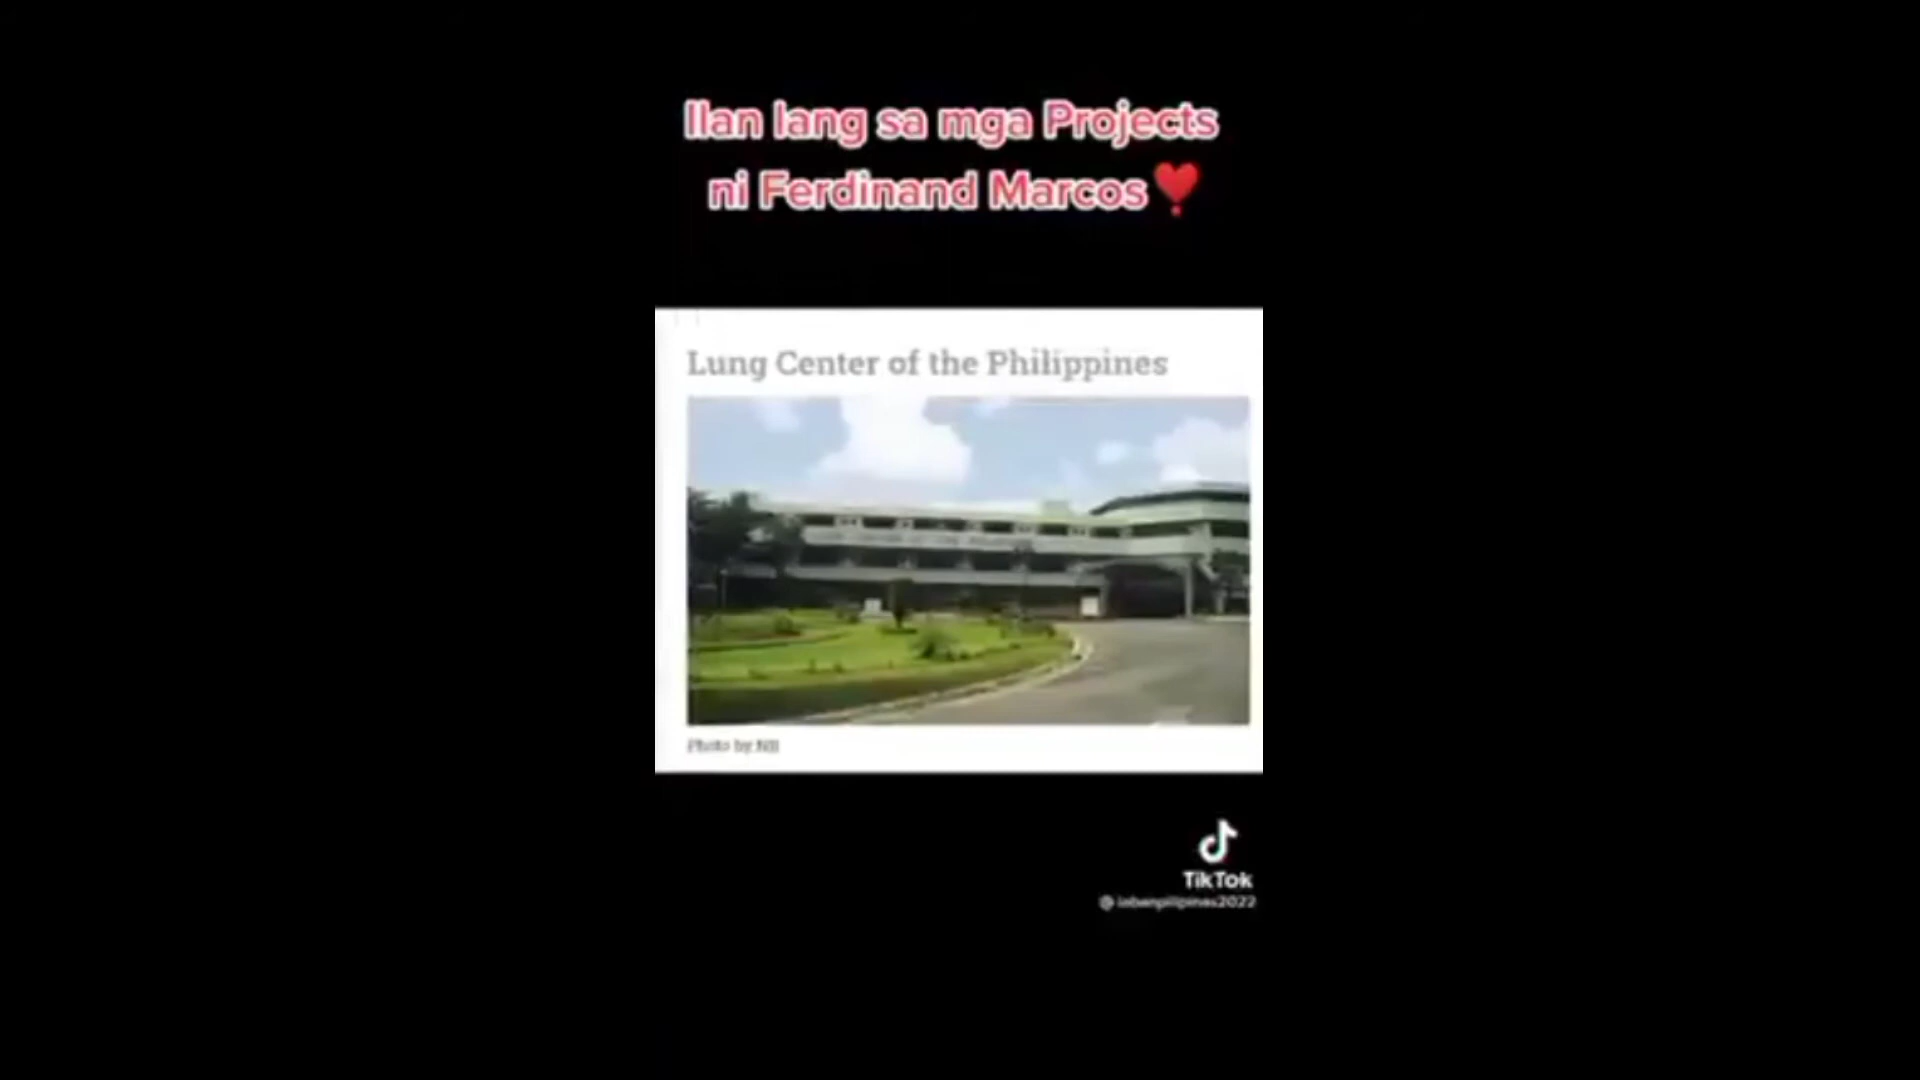 Ilan lang sa mga Projects
ni Ferdinand Marcos❣️
Lung Center of the Philippines
Photo by
TikTok